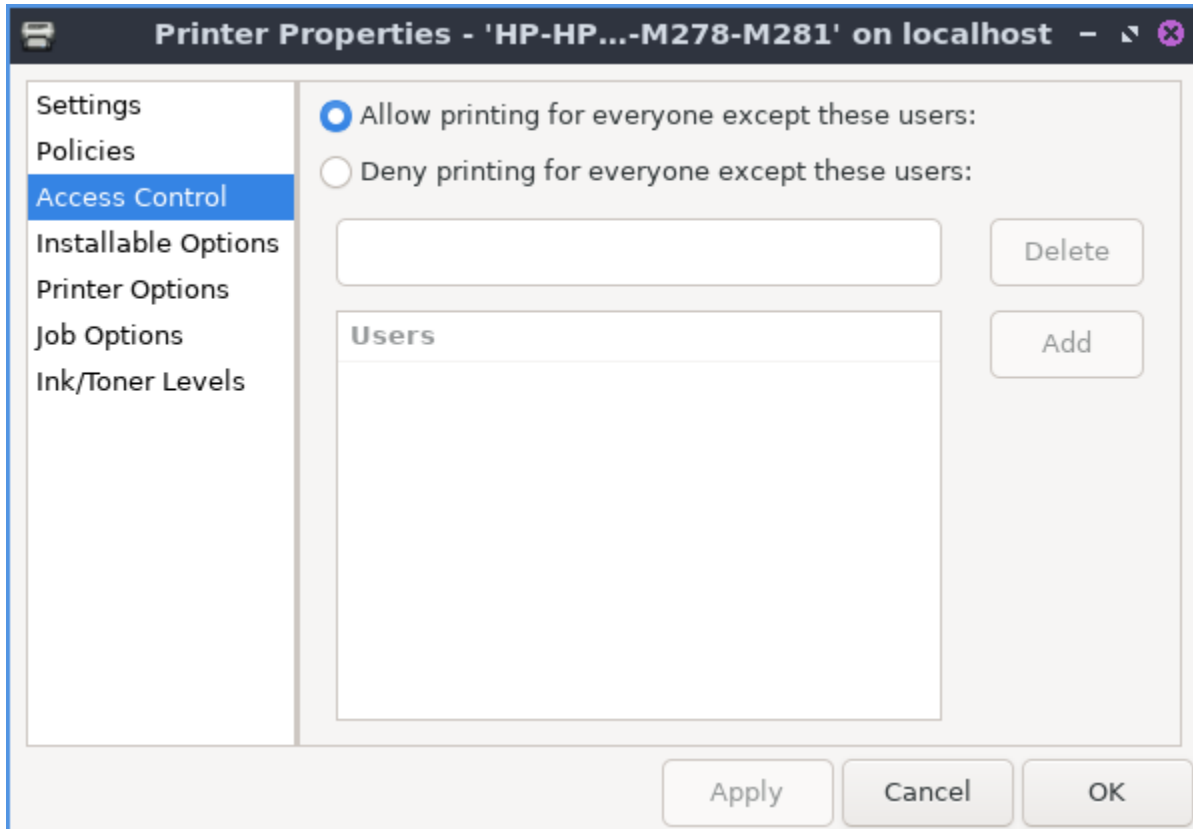 Printer Properties - 'HP-HP...-M278-M281' on localhost
Settings
Policies
Access Control
Installable Options
Printer Options
Job Options
Ink/Toner Levels
Allow printing for everyone except these users:
Deny printing for everyone except these users:
Delete
Users
Add
Apply
Cancel
OK